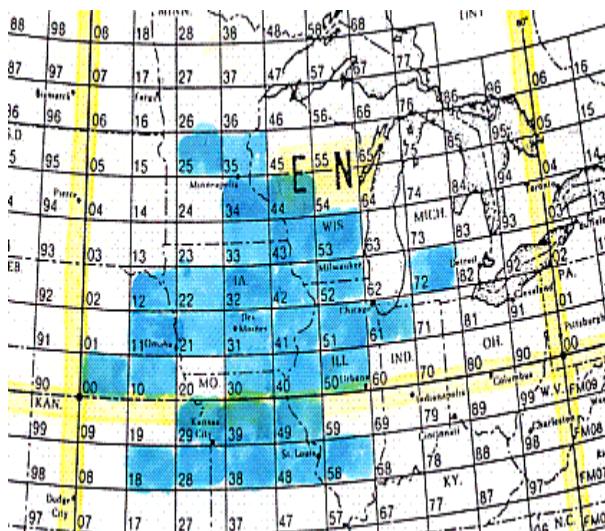 MINN. ONT
98 08 18 28 38 48 58
87 97 07 17 27 37 47 57 67 77 06 16
Bismarck Fargo
86 96 06 16 26 36 46 56 66 76 86 96 05 15
S.D
95 05 15 25 35 45 E 55 N 65 75 85 95 04
Minneapolis Toronto
Pierre
94 04 14 24 34 44 54 64 74 84 94 03
WIS MICH. Buffalo
93 03 13 23 33 43 53 63 73 83 93 02
EB. IA. Milwaukee Detroit PA.
92 02 12 22 32 42 52 62 72 82 92 01
Des Moines Chicago Cleveland
91 01 11 21 31 41 51 61 71 81 91
Omaha ILL IND. OH. Pittsburgh
90 00 10 20 30 40 50 60 70 80 90 00
MO. Urbana
KAN. Indianapolis Columbus W.V. FM09
99 09 19 39 49 59 69 79 89 99
Kansas City Cincinnati Charleston FM08
St. Louis
98 08 18 28 38 48 58 68 78 88 98
KY. FM07
Dodge City
97 07 17 27 37 47 57 67 77 87 97
N.C.